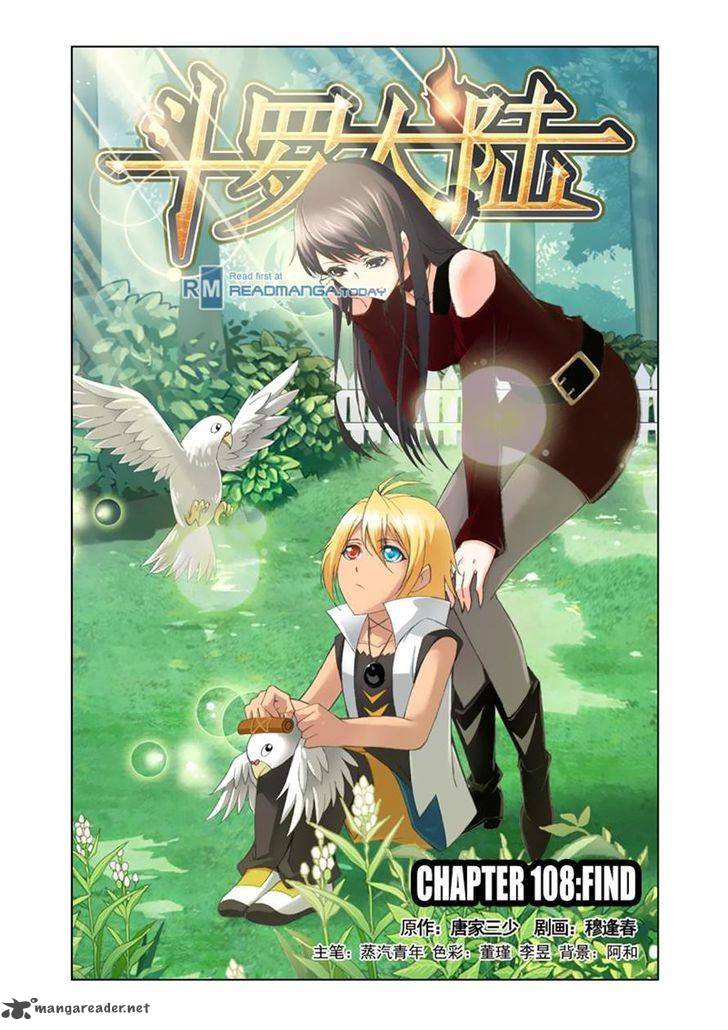 斗罗大陆
RM
Read first at
READMANGA.TODAY
CHAPTER 108:FIND
原作：唐家三少 剧画：穆逢春
主笔：蒸汽青年 色彩：董瑾 李昱 背景：阿和
mangareader.net